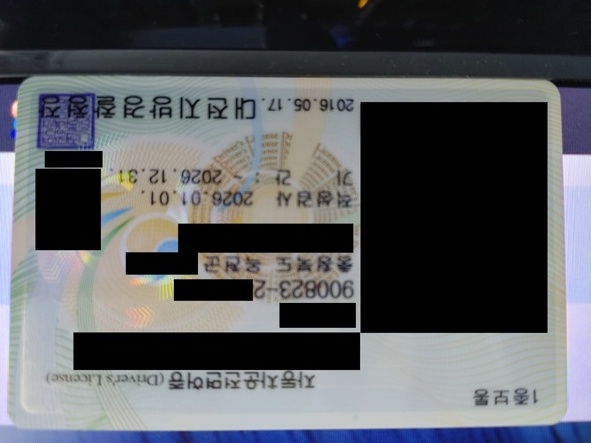 1종보통
자동차운전면허증 (Driver's License)
900823-2
충청북도 옥천군
적성검사 2026.01.01.
기 간 : ~ 2026.12.31.
2016.05.17. 대전지방경찰청장